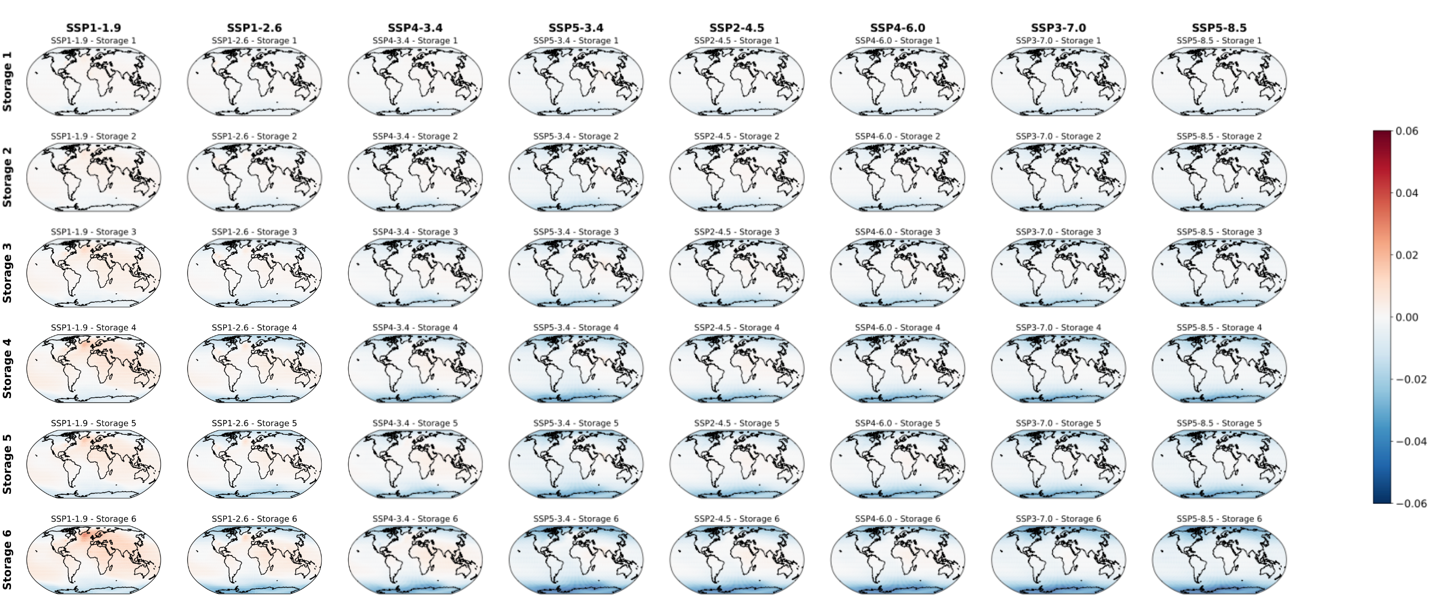 SSP1-1.9 SSP1-2.6 SSP4-3.4 SSP5-3.4 SSP2-4.5 SSP4-6.0 SSP3-7.0 SSP5-8.5
Storage 1
SSP1-1.9 - Storage 1 SSP1-2.6 - Storage 1 SSP4-3.4 - Storage 1 SSP5-3.4 - Storage 1 SSP2-4.5 - Storage 1 SSP4-6.0 - Storage 1 SSP3-7.0 - Storage 1 SSP5-8.5 - Storage 1
Storage 2
SSP1-1.9 - Storage 2 SSP1-2.6 - Storage 2 SSP4-3.4 - Storage 2 SSP5-3.4 - Storage 2 SSP2-4.5 - Storage 2 SSP4-6.0 - Storage 2 SSP3-7.0 - Storage 2 SSP5-8.5 - Storage 2
Storage 3
SSP1-1.9 - Storage 3 SSP1-2.6 - Storage 3 SSP4-3.4 - Storage 3 SSP5-3.4 - Storage 3 SSP2-4.5 - Storage 3 SSP4-6.0 - Storage 3 SSP3-7.0 - Storage 3 SSP5-8.5 - Storage 3
Storage 4
SSP1-1.9 - Storage 4 SSP1-2.6 - Storage 4 SSP4-3.4 - Storage 4 SSP5-3.4 - Storage 4 SSP2-4.5 - Storage 4 SSP4-6.0 - Storage 4 SSP3-7.0 - Storage 4 SSP5-8.5 - Storage 4
Storage 5
SSP1-1.9 - Storage 5 SSP1-2.6 - Storage 5 SSP4-3.4 - Storage 5 SSP5-3.4 - Storage 5 SSP2-4.5 - Storage 5 SSP4-6.0 - Storage 5 SSP3-7.0 - Storage 5 SSP5-8.5 - Storage 5
Storage 6
SSP1-1.9 - Storage 6 SSP1-2.6 - Storage 6 SSP4-3.4 - Storage 6 SSP5-3.4 - Storage 6 SSP2-4.5 - Storage 6 SSP4-6.0 - Storage 6 SSP3-7.0 - Storage 6 SSP5-8.5 - Storage 6
0.06
0.04
0.02
0.00
−0.02
−0.04
−0.06